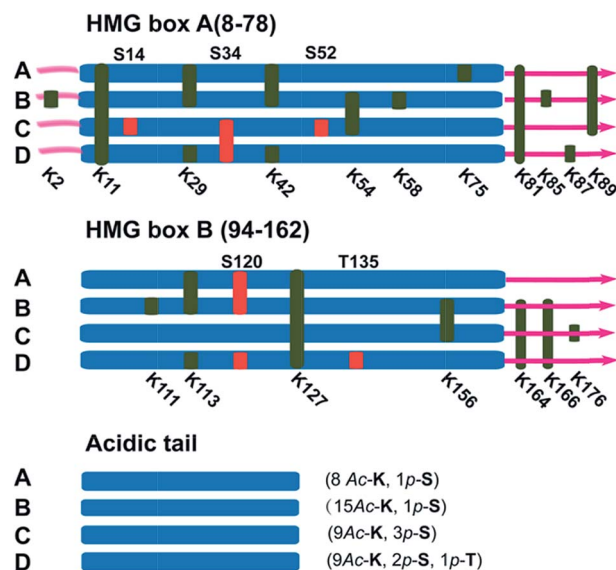 HMG box A(8-78)
S14 S34 S52
A
B
C
D
K2 K11 K29 K42 K54 K58 K75 K81 K85 K87 K89
HMG box B (94-162)
S120 T135
A
B
C
D
K111 K113 K127 K156 K164 K166 K176
Acidic tail
A (8 Ac-K, 1p-S)
B (15Ac-K, 1p-S)
C (9Ac-K, 3p-S)
D (9Ac-K, 2p-S, 1p-T)